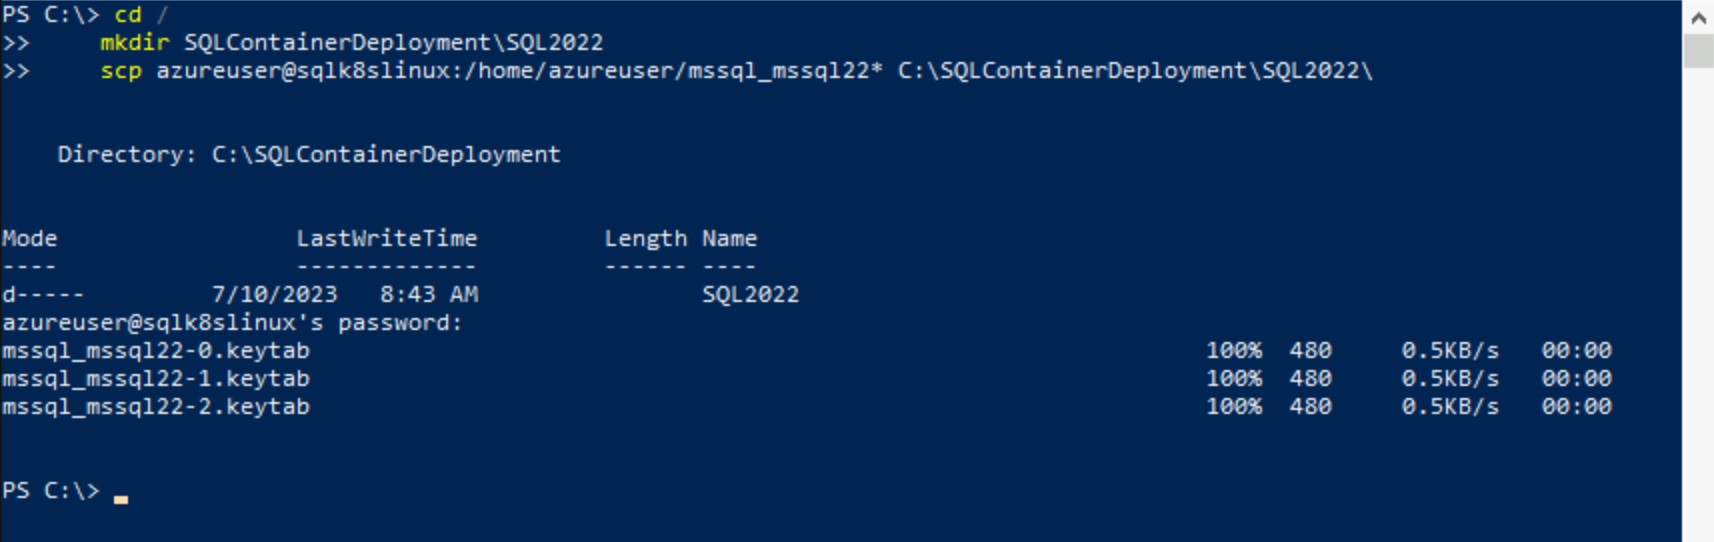 PS C:\> cd /
>>     mkdir SQLContainerDeployment\SQL2022
>>     scp azureuser@sqlk8slinux:/home/azureuser/mssql_mssql22* C:\SQLContainerDeployment\SQL2022\
    Directory: C:\SQLContainerDeployment
Mode                 LastWriteTime         Length Name
----                 -------------         ------ ----
d-----         7/10/2023   8:43 AM                SQL2022
azureuser@sqlk8slinux's password:
mssql_mssql22-0.keytab                                                                100%  480     0.5KB/s   00:00
mssql_mssql22-1.keytab                                                                100%  480     0.5KB/s   00:00
mssql_mssql22-2.keytab                                                                100%  480     0.5KB/s   00:00
PS C:\>